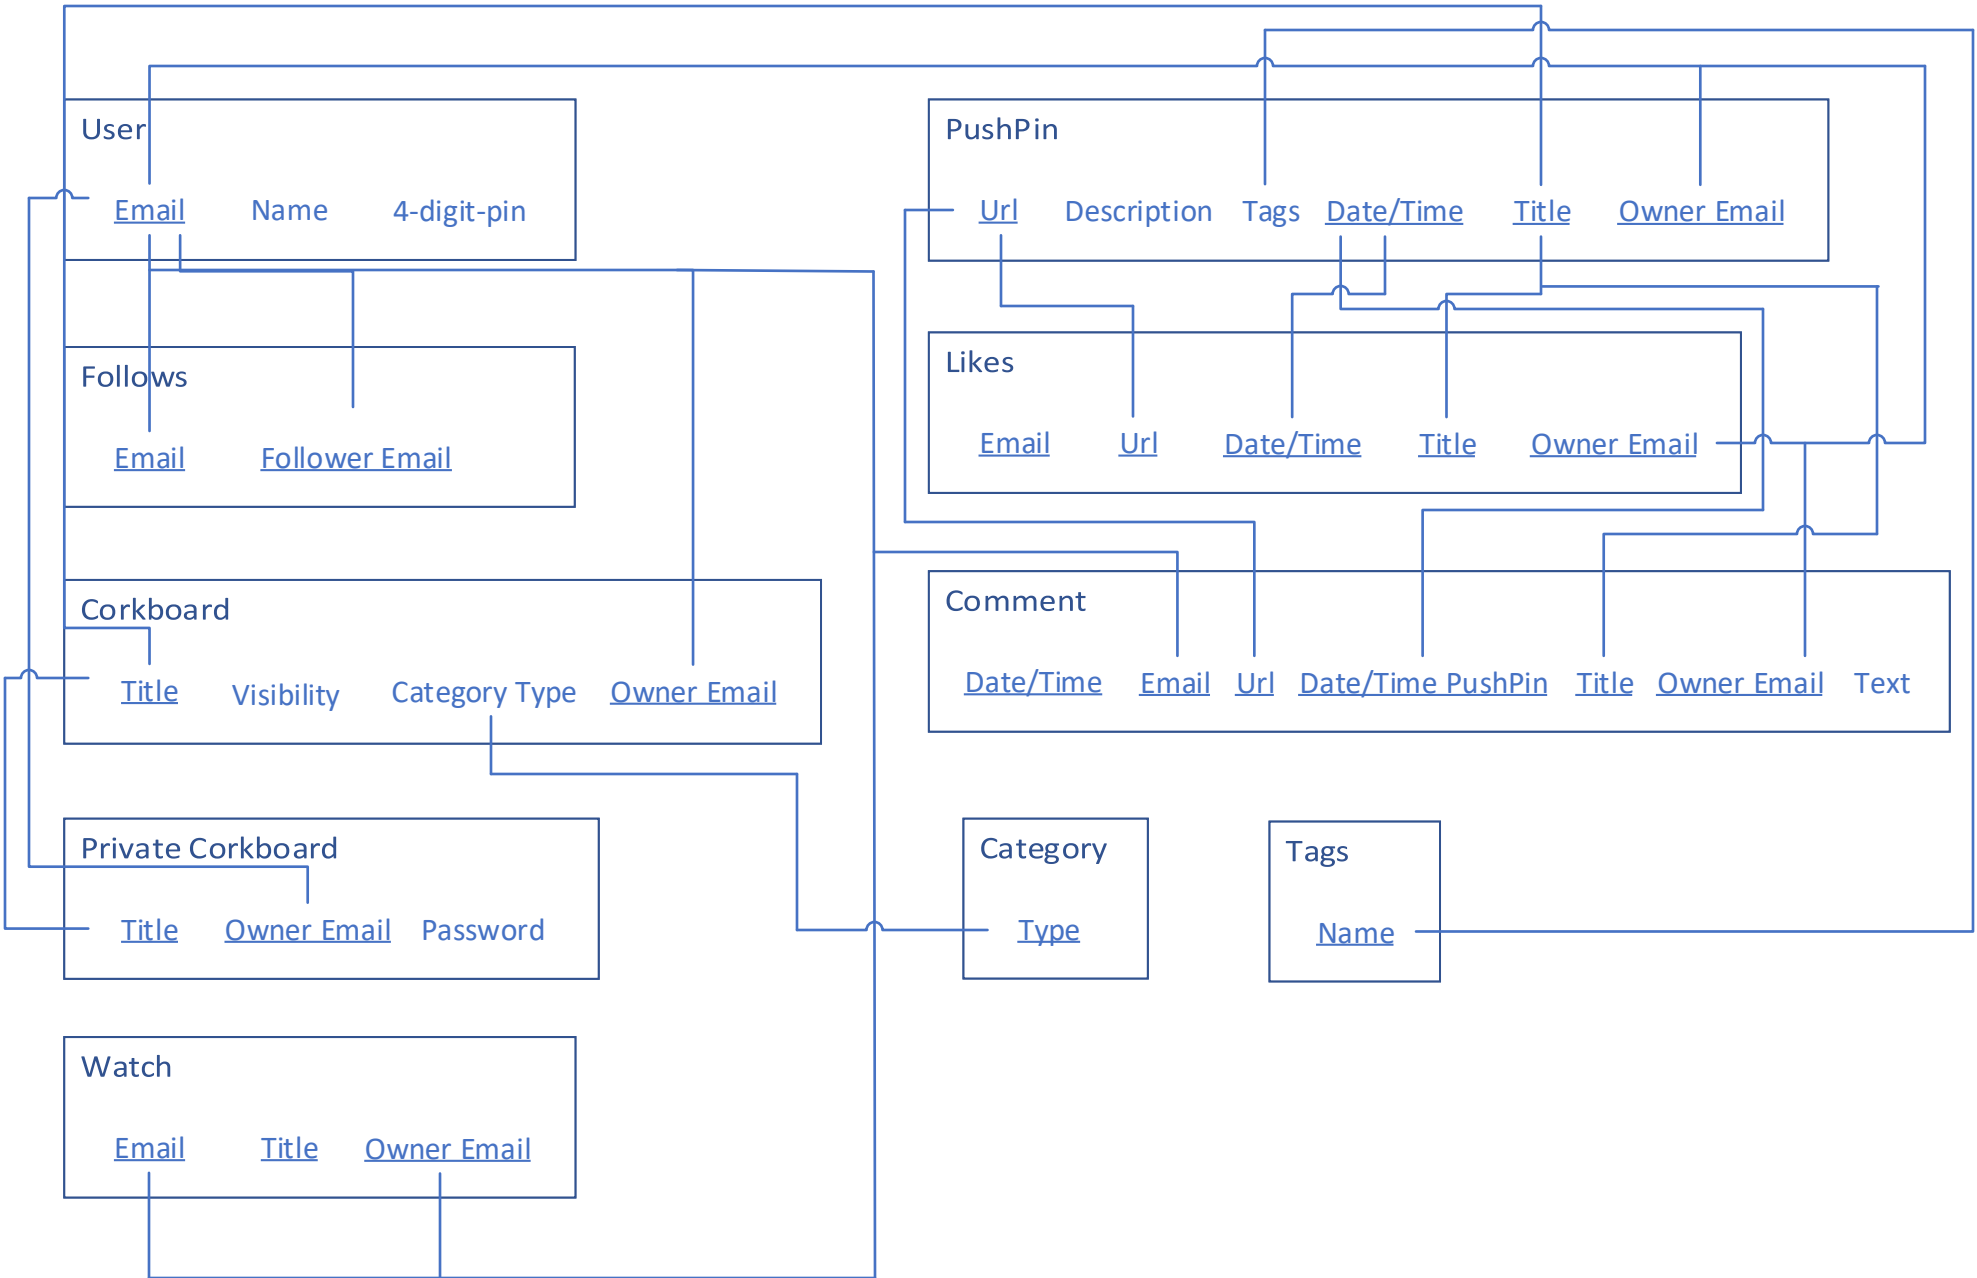 User
Email Name 4-digit-pin
Follows
Email Follower Email
Corkboard
Title Visibility Category Type Owner Email
Private Corkboard
Title Owner Email Password
Watch
Email Title Owner Email
PushPin
Url Description Tags Date/Time Title Owner Email
Likes
Email Url Date/Time Title Owner Email
Comment
Date/Time Email Url Date/Time PushPin Title Owner Email Text
Category
Type
Tags
Name